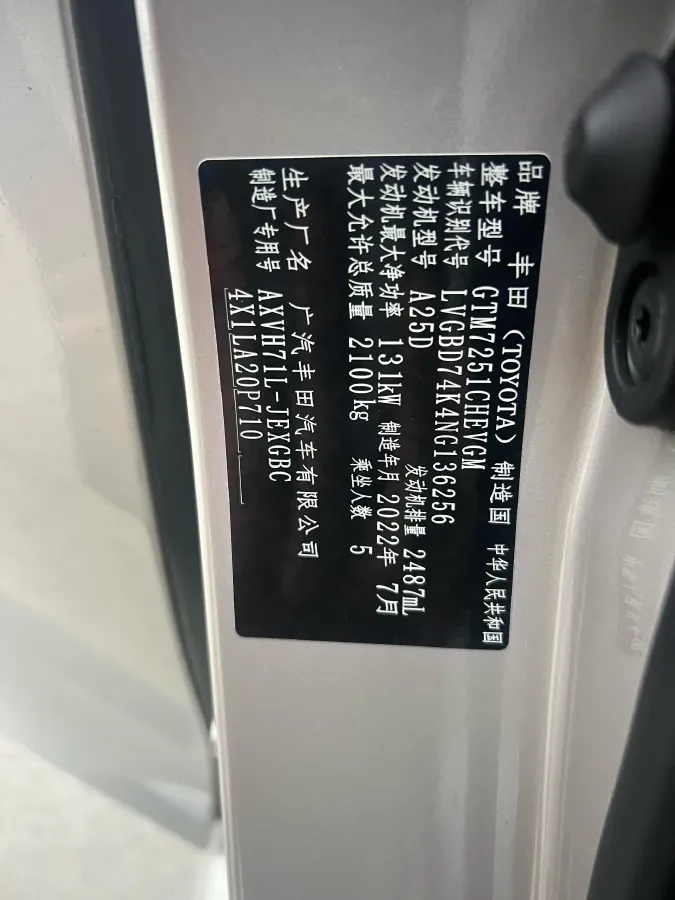 品牌 丰田(TOYOTA) 制造国 中华人民共和国
整车型号 GTM7251CHEVGM
车辆识别代号 LVGBD74K4NG136256
发动机型号 A25D 发动机排量 2487mL
发动机最大净功率 131kW 制造年月 2022年 7月
最大允许总质量 2100kg 乘坐人数 5
生产厂名 广汽丰田汽车有限公司
制造厂专用号 AXVH71L-JEXGBC
4X1LA20P710